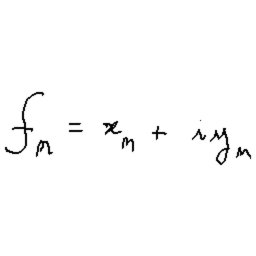 f_n = x_n + iy_n